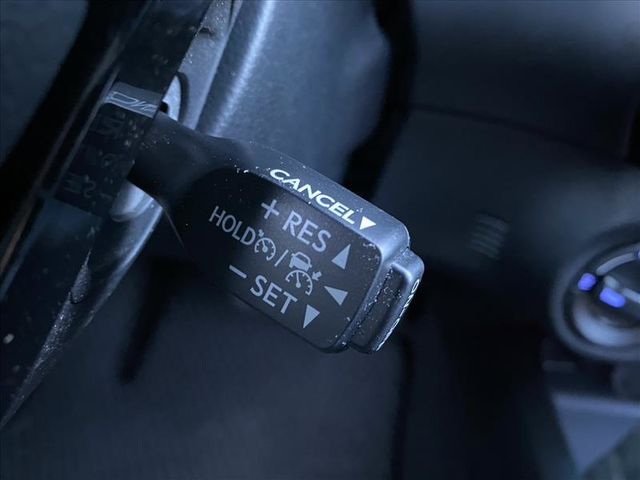 CANCEL▼
+ RES ▲
HOLD / ◀
− SET ▼